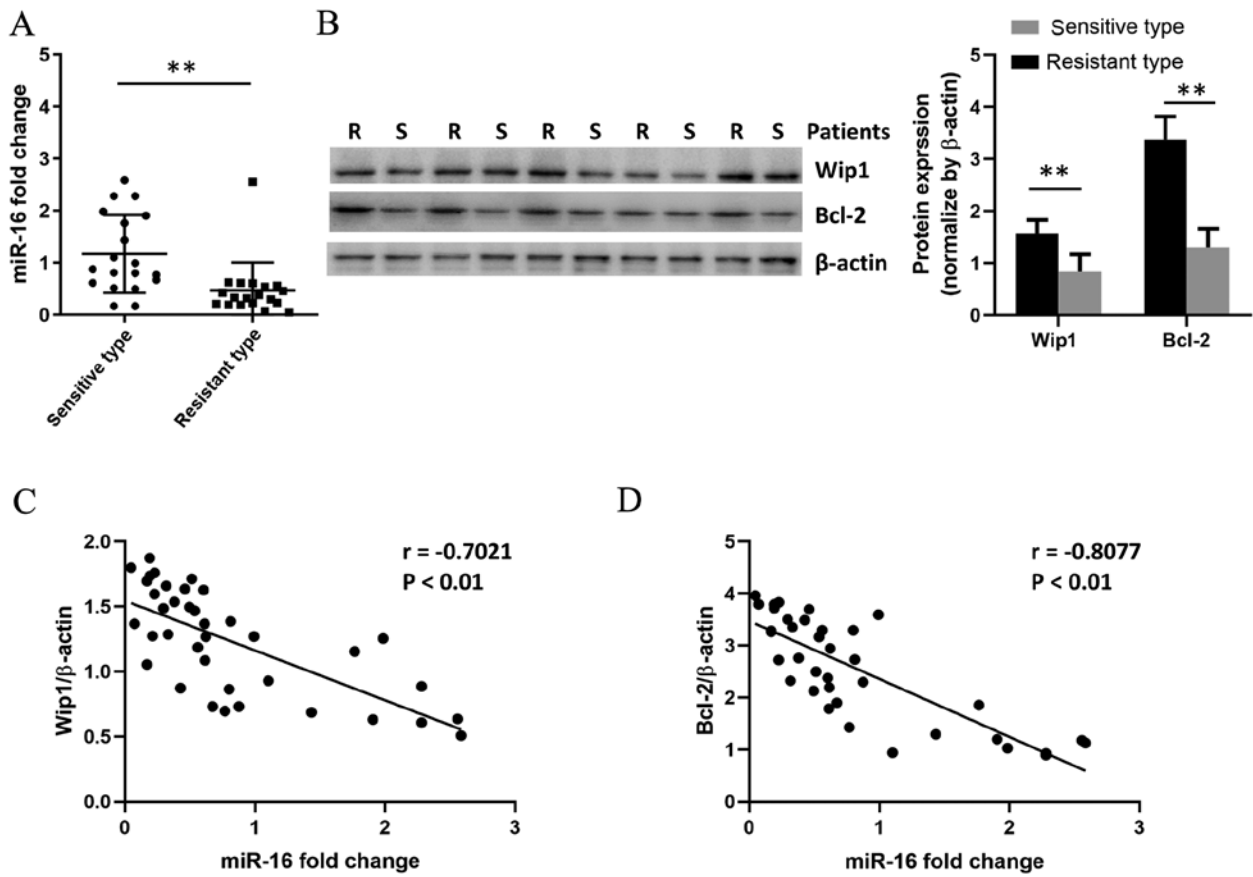 A
miR-16 fold change
5
4
3
2
1
0
**
Sensitive type
Resistant type
B
R S R S R S R S R S Patients
Wip1
Bcl-2
β-actin
Sensitive type
Resistant type
Protein exprssion
(normalize by β-actin)
5
4
3
2
1
0
**
**
Wip1 Bcl-2
C
Wip1/β-actin
2.0
1.5
1.0
0.5
0.0
r = -0.7021
P < 0.01
0 1 2 3
miR-16 fold change
D
Bcl-2/β-actin
5
4
3
2
1
0
r = -0.8077
P < 0.01
0 1 2 3
miR-16 fold change